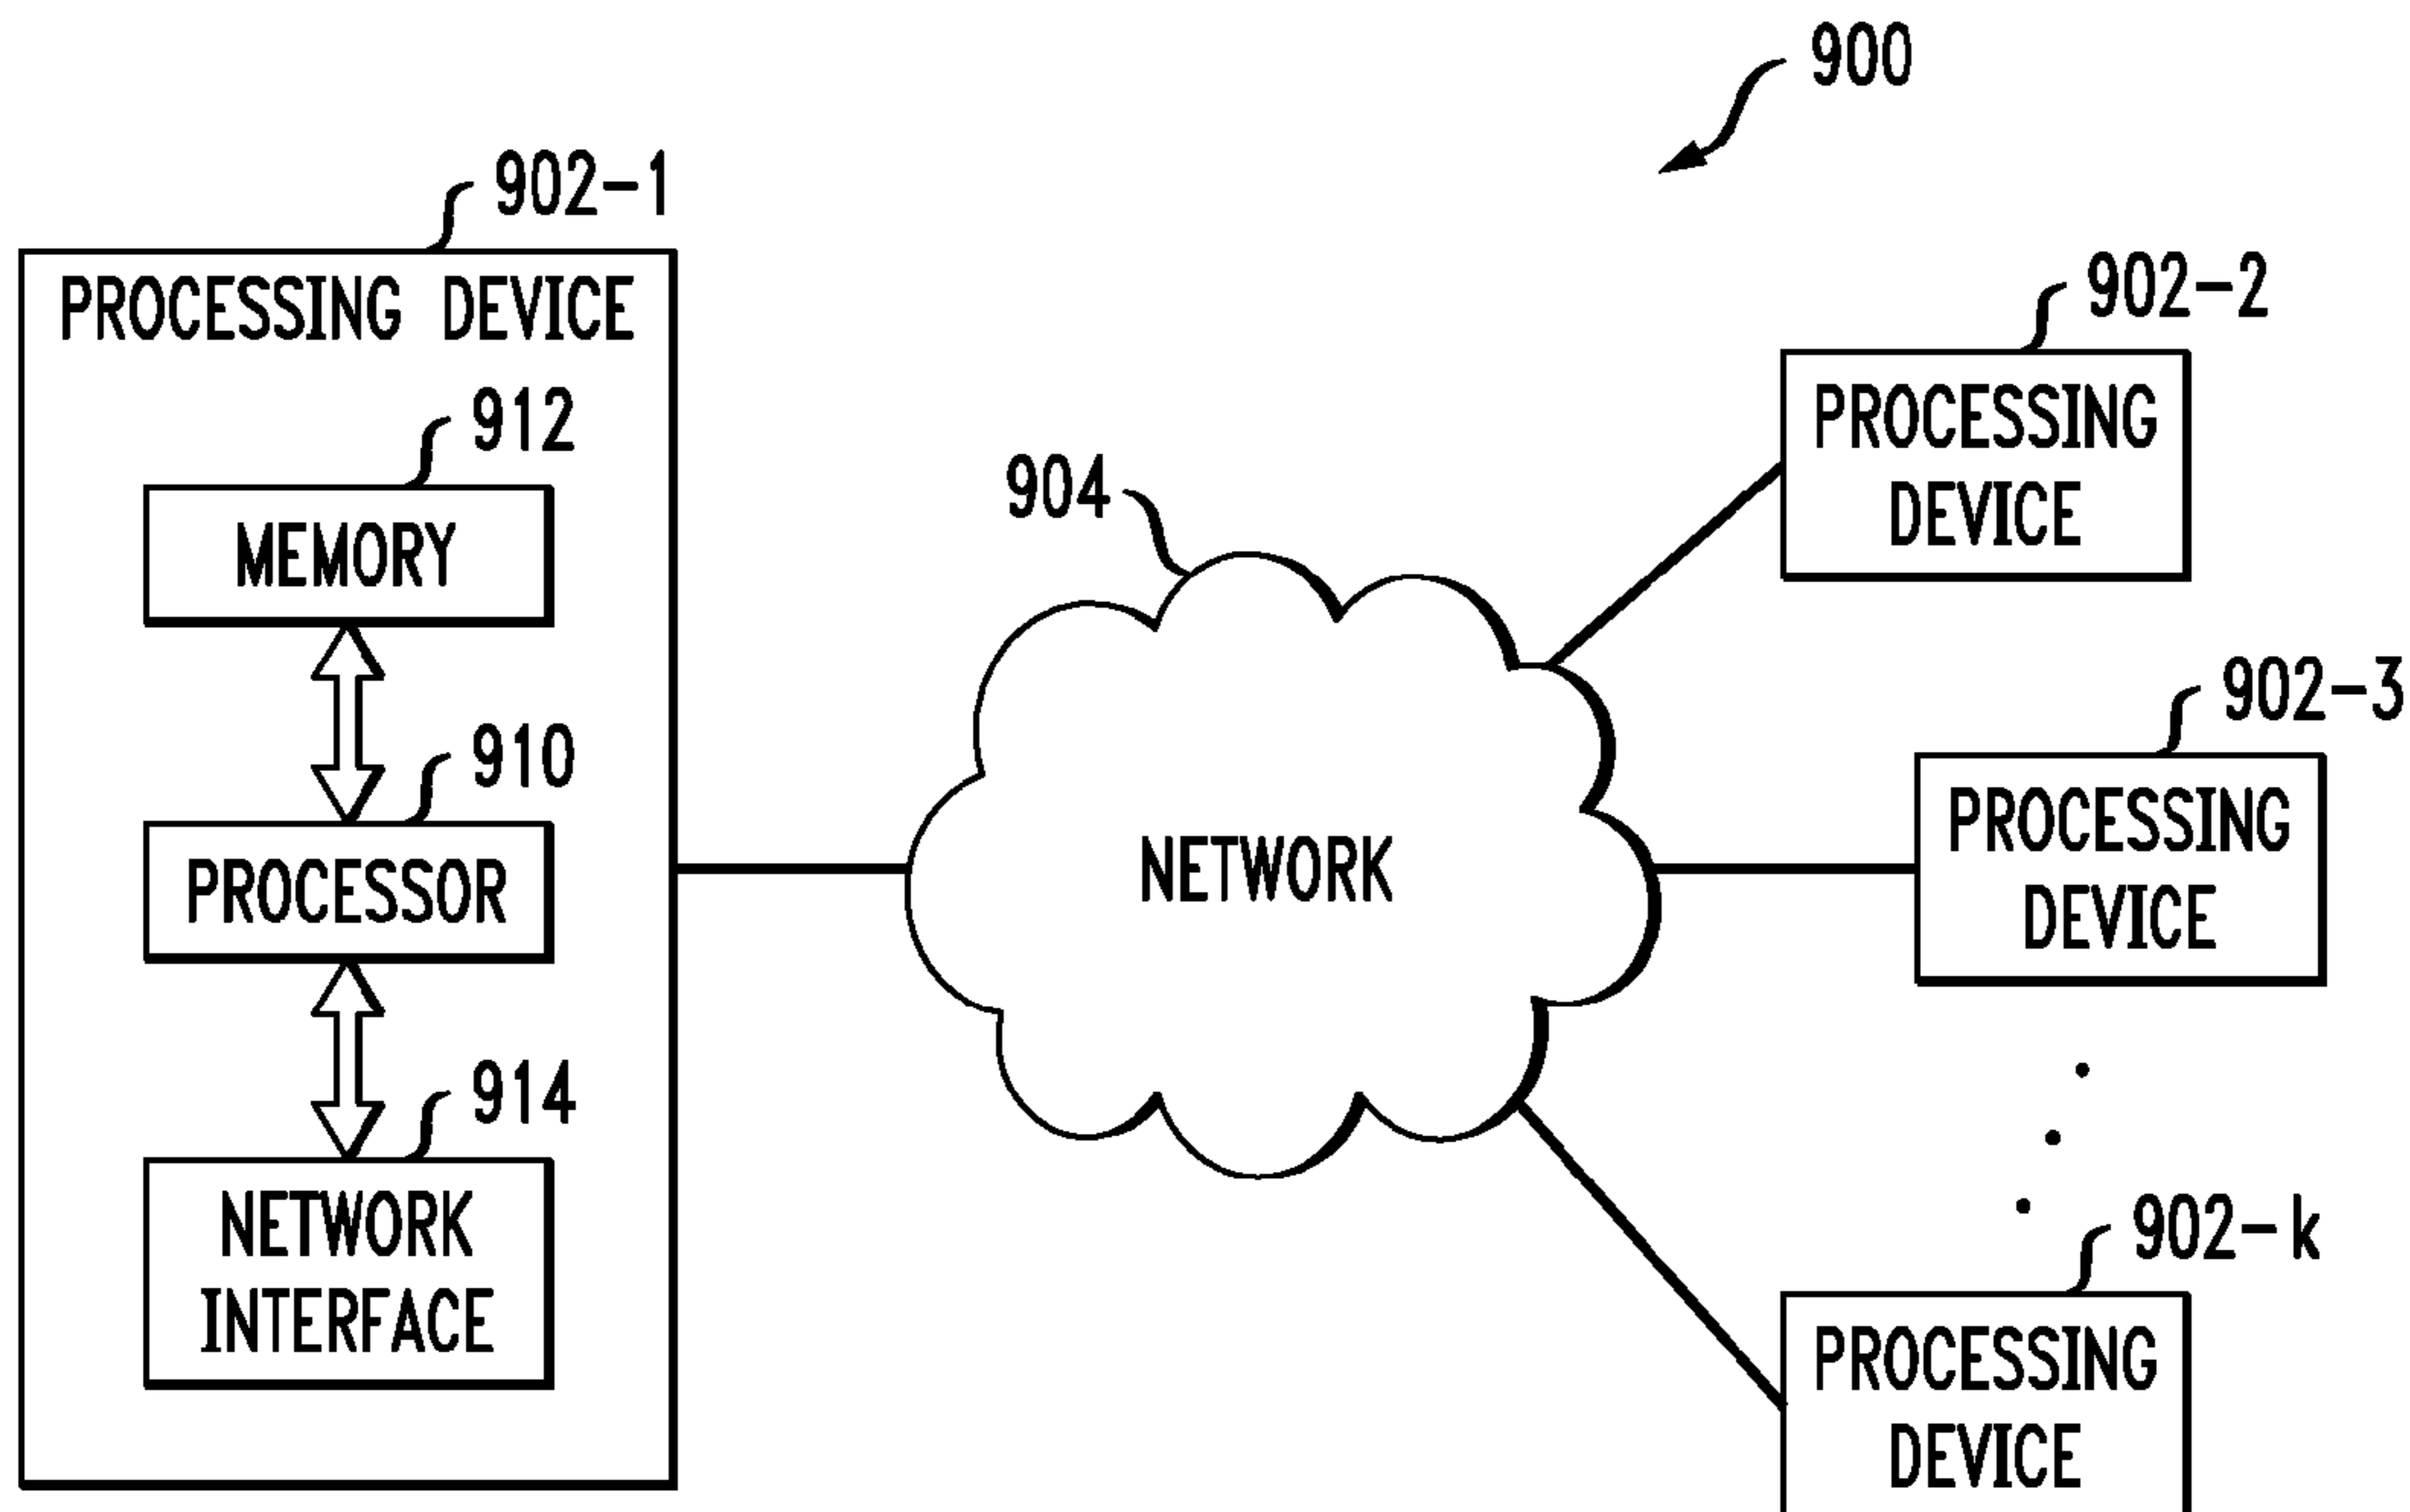 900
902-1
PROCESSING DEVICE
912
MEMORY
910
PROCESSOR
914
NETWORK
INTERFACE
904
NETWORK
902-2
PROCESSING
DEVICE
902-3
PROCESSING
DEVICE
902-k
PROCESSING
DEVICE